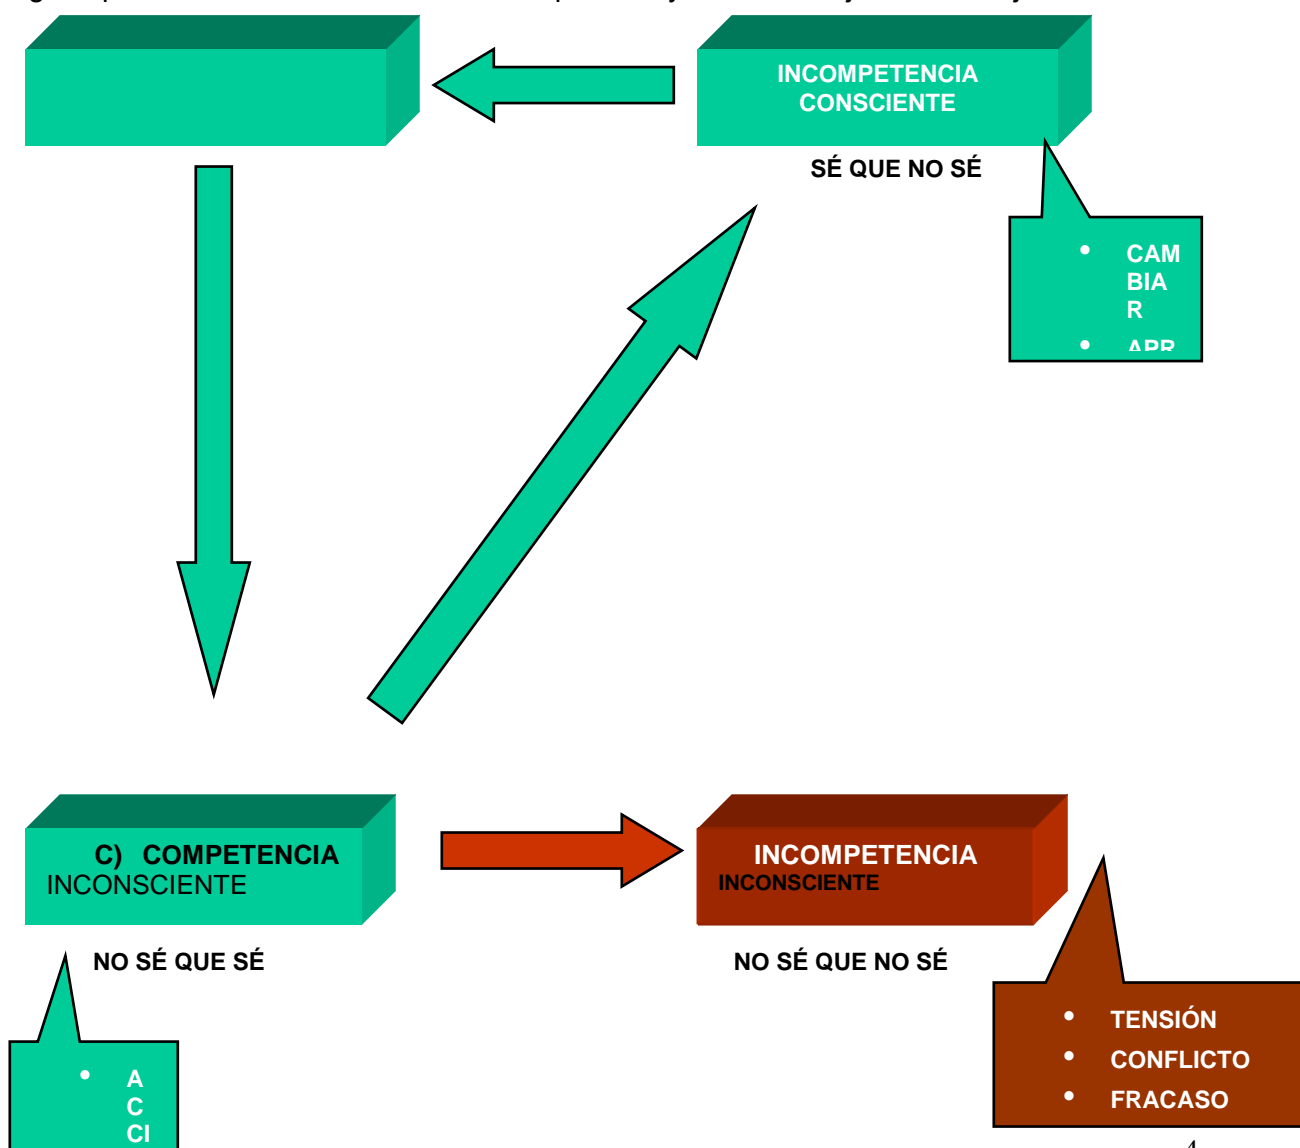 INCOMPETENCIA
CONSCIENTE
SÉ QUE NO SÉ
• CAM
BIA
R
• APR
C) COMPETENCIA
INCONSCIENTE
INCOMPETENCIA
INCONSCIENTE
NO SÉ QUE SÉ
NO SÉ QUE NO SÉ
• TENSIÓN
• CONFLICTO
• FRACASO
• A
C
CI